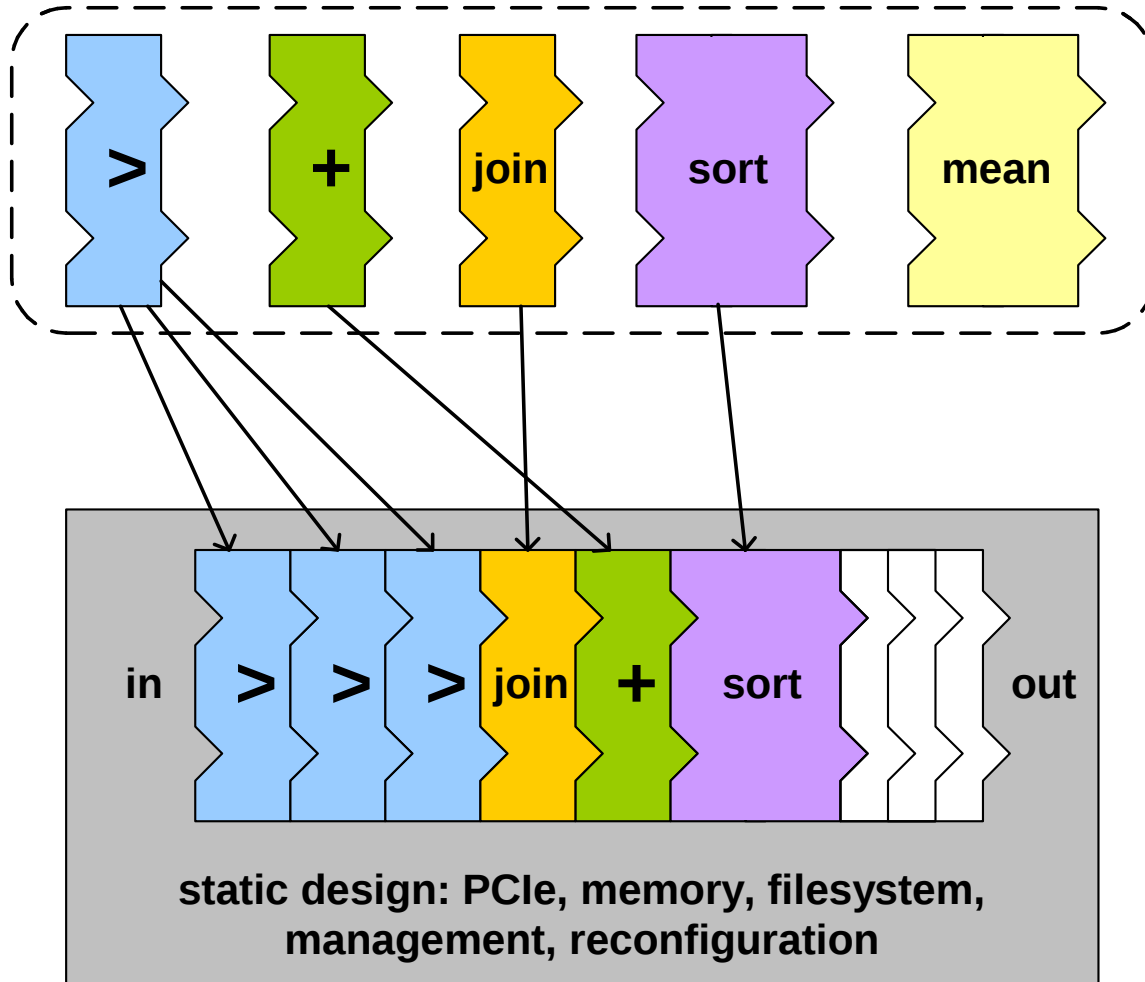 > + join sort mean
in > > > join + sort out
static design: PCIe, memory, filesystem,
management, reconfiguration